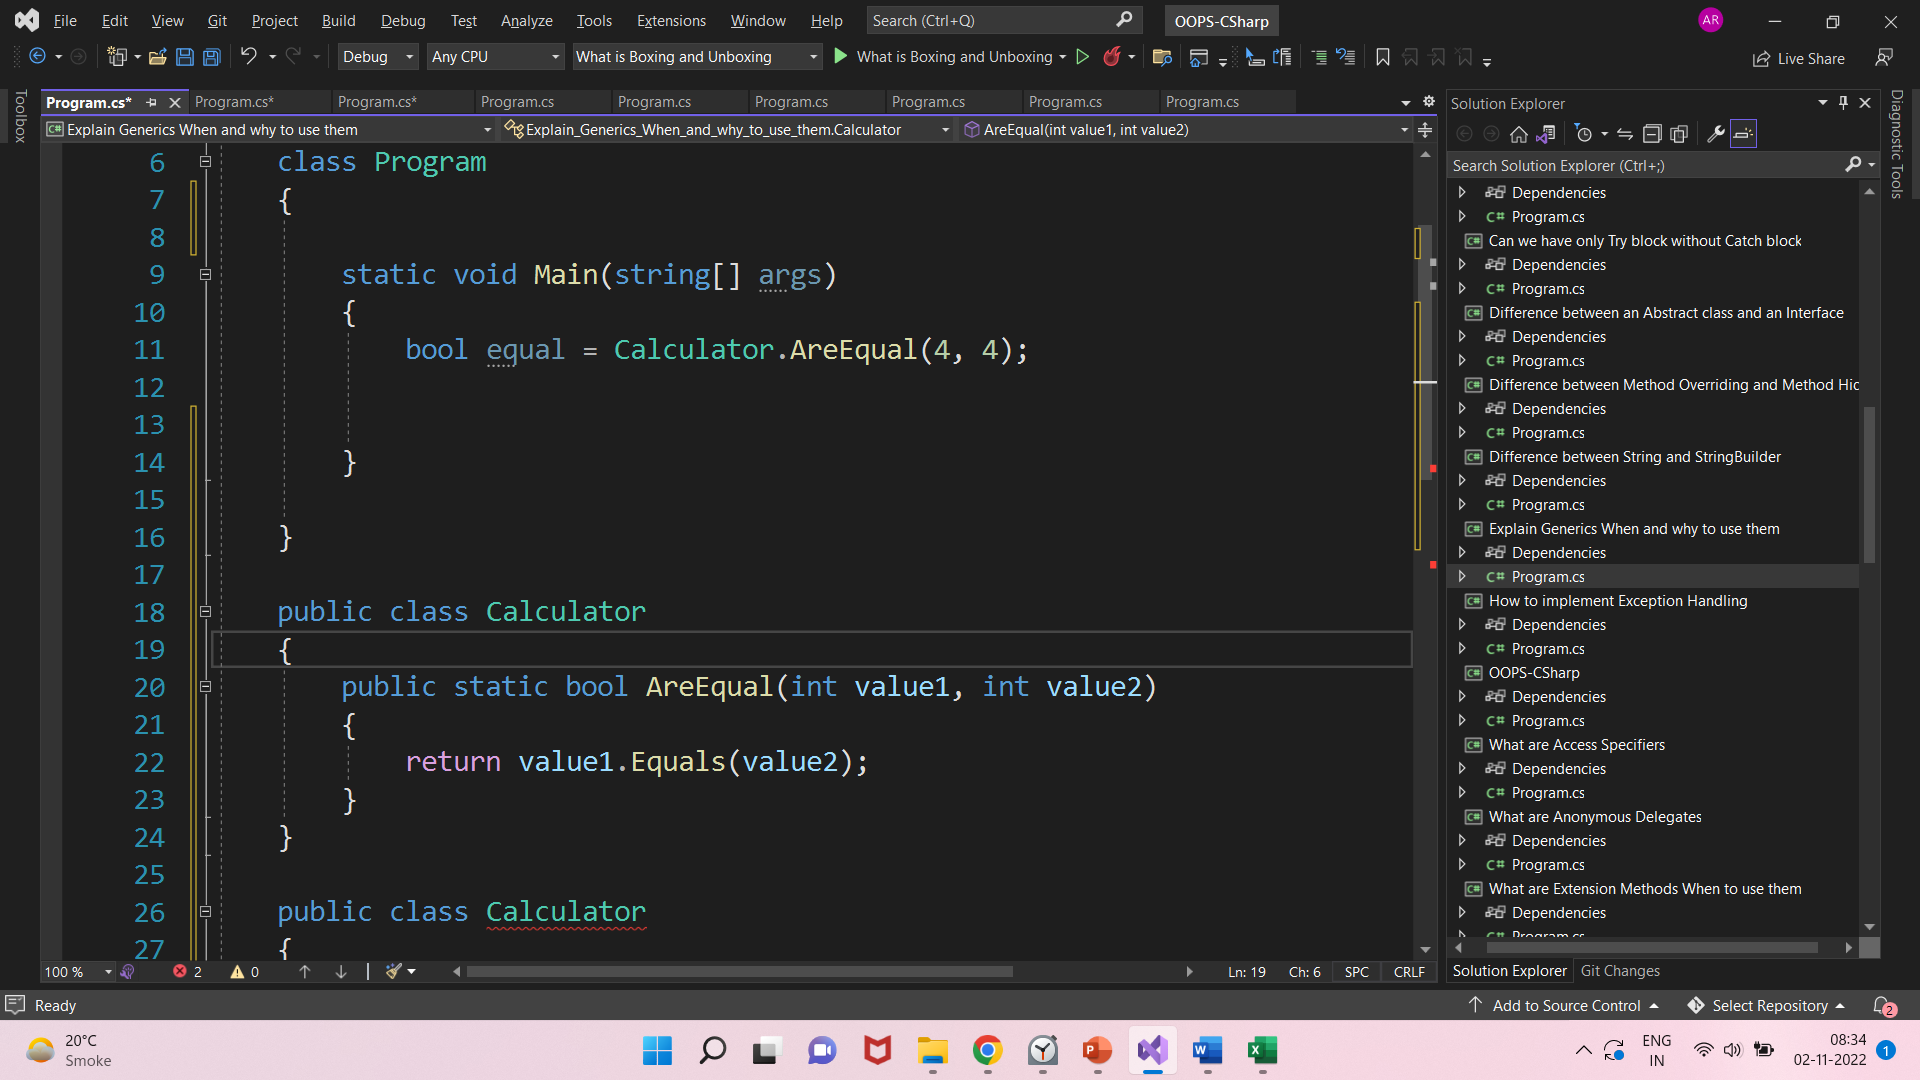 File Edit View Git Project Build Debug Test Analyze Tools Extensions Window Help Search (Ctrl+Q) OOPS-CSharp AR
Debug Any CPU What is Boxing and Unboxing What is Boxing and Unboxing Live Share
Toolbox
Program.cs* Program.cs* Program.cs* Program.cs Program.cs Program.cs Program.cs Program.cs Program.cs
Explain Generics When and why to use them Explain_Generics_When_and_why_to_use_them.Calculator AreEqual(int value1, int value2)
6 class Program
7 {
8
9 static void Main(string[] args)
10 {
11 bool equal = Calculator.AreEqual(4, 4);
12
13
14 }
15
16 }
17
18 public class Calculator
19 {
20 public static bool AreEqual(int value1, int value2)
21 {
22 return value1.Equals(value2);
23 }
24 }
25
26 public class Calculator
27 {
100 % 2 0 Ln: 19 Ch: 6 SPC CRLF
Solution Explorer
Search Solution Explorer (Ctrl+;)
Dependencies
C# Program.cs
C# Can we have only Try block without Catch block
Dependencies
C# Program.cs
C# Difference between an Abstract class and an Interface
Dependencies
C# Program.cs
C# Difference between Method Overriding and Method Hic
Dependencies
C# Program.cs
C# Difference between String and StringBuilder
Dependencies
C# Program.cs
C# Explain Generics When and why to use them
Dependencies
C# Program.cs
C# How to implement Exception Handling
Dependencies
C# Program.cs
C# OOPS-CSharp
Dependencies
C# Program.cs
C# What are Access Specifiers
Dependencies
C# Program.cs
C# What are Anonymous Delegates
Dependencies
C# Program.cs
C# What are Extension Methods When to use them
Dependencies
C# Program.cs
Solution Explorer Git Changes
Diagnostic Tools
Ready Add to Source Control Select Repository 2
20°C
Smoke
ENG
IN
08:34
02-11-2022
1